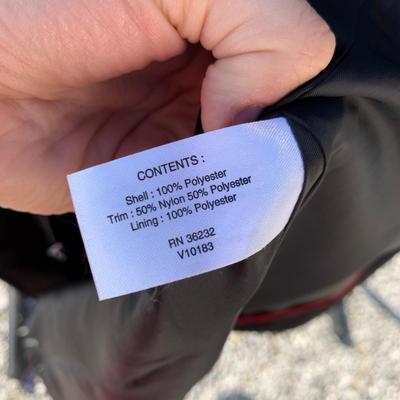 CONTENTS :
Shell : 100% Polyester
Trim : 50% Nylon 50% Polyester
Lining : 100% Polyester
RN 36232
V10183